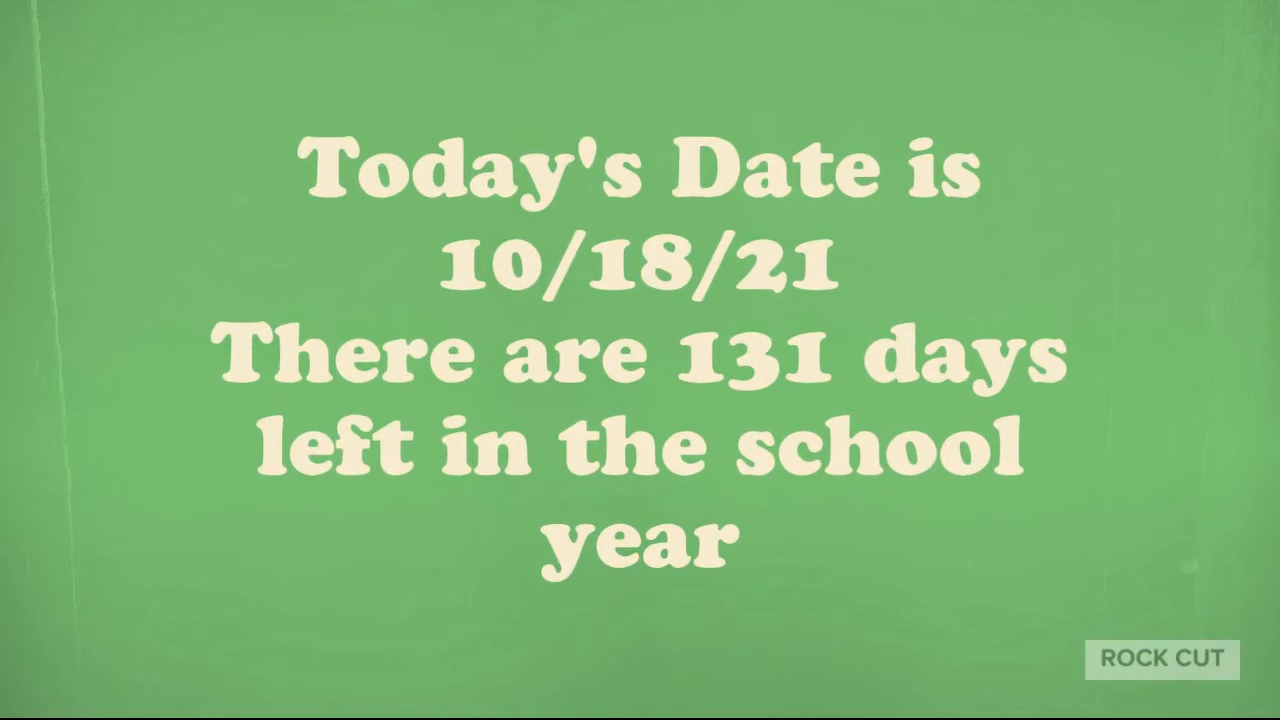 Today's Date is
10/18/21
There are 131 days
left in the school
year
ROCK CUT